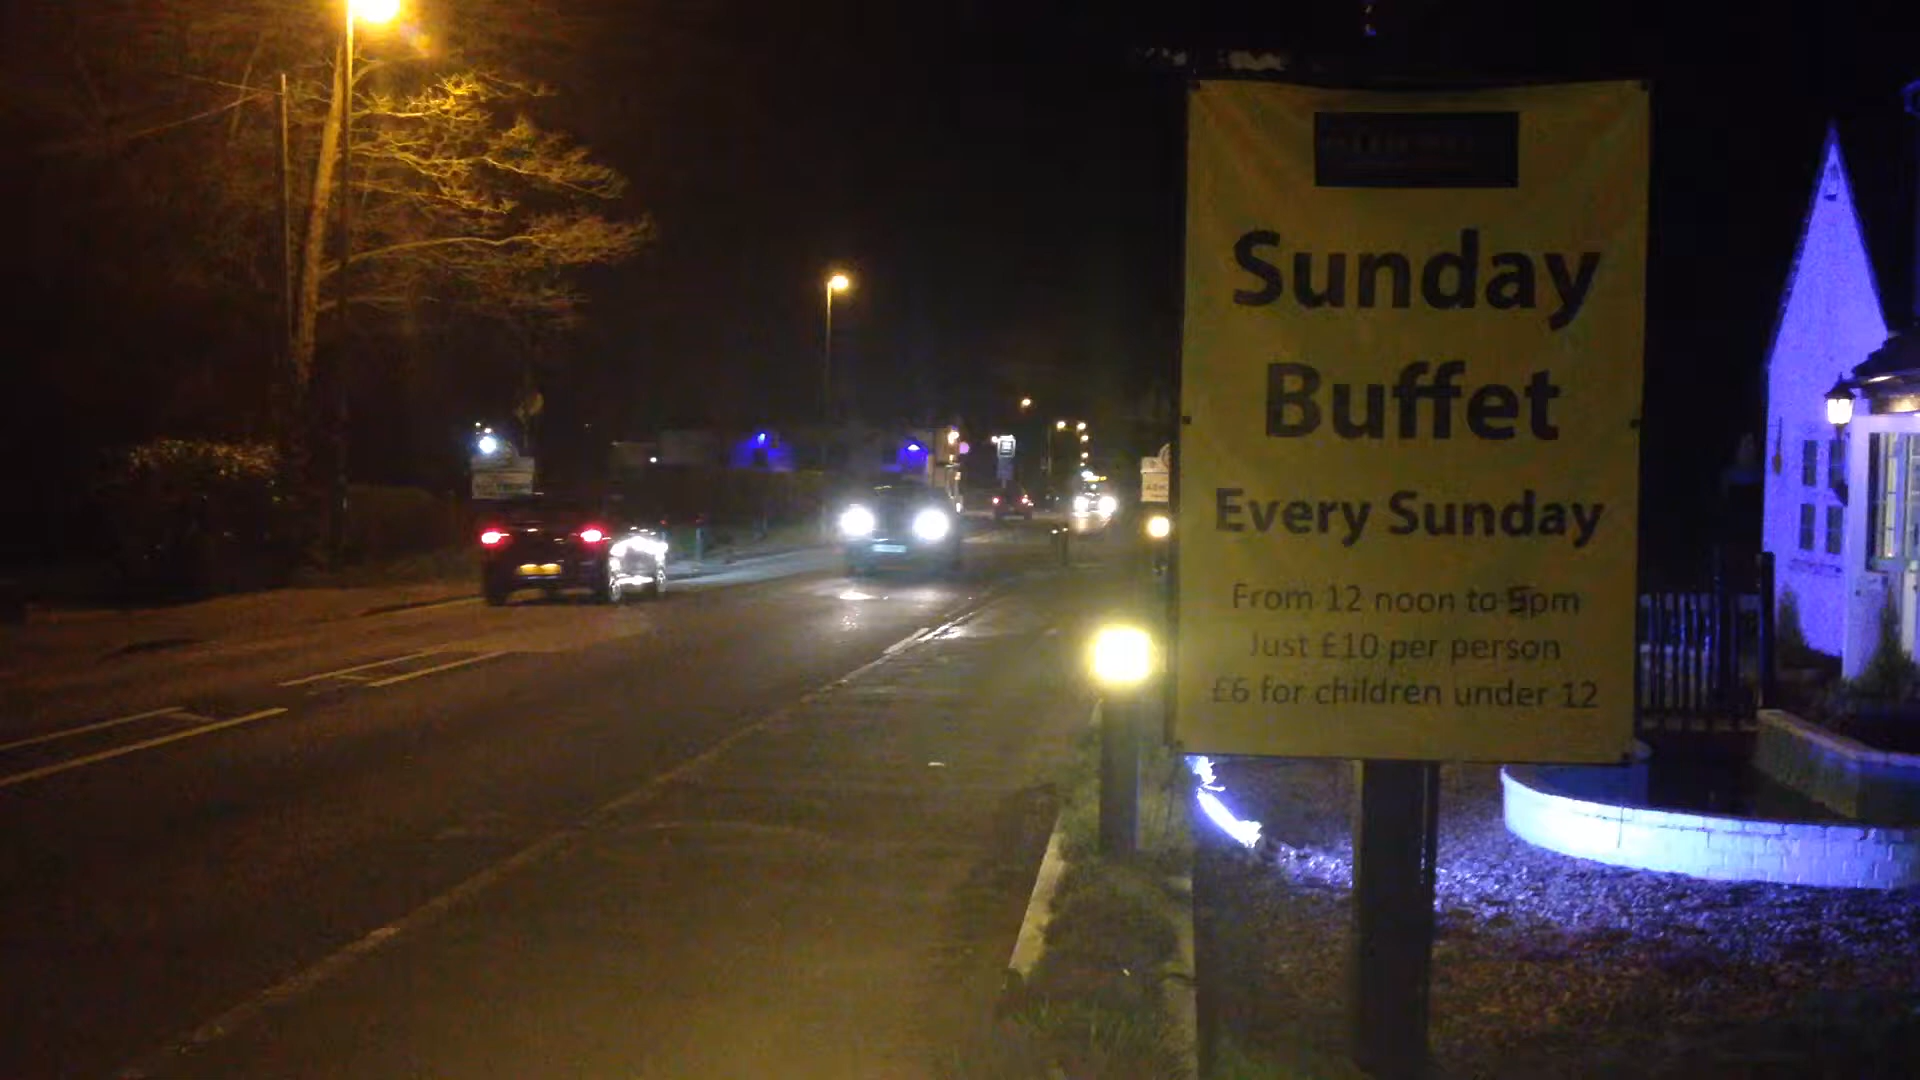 Sunday
Buffet
Every Sunday
From 12 noon to 5pm
Just £10 per person
£6 for children under 12